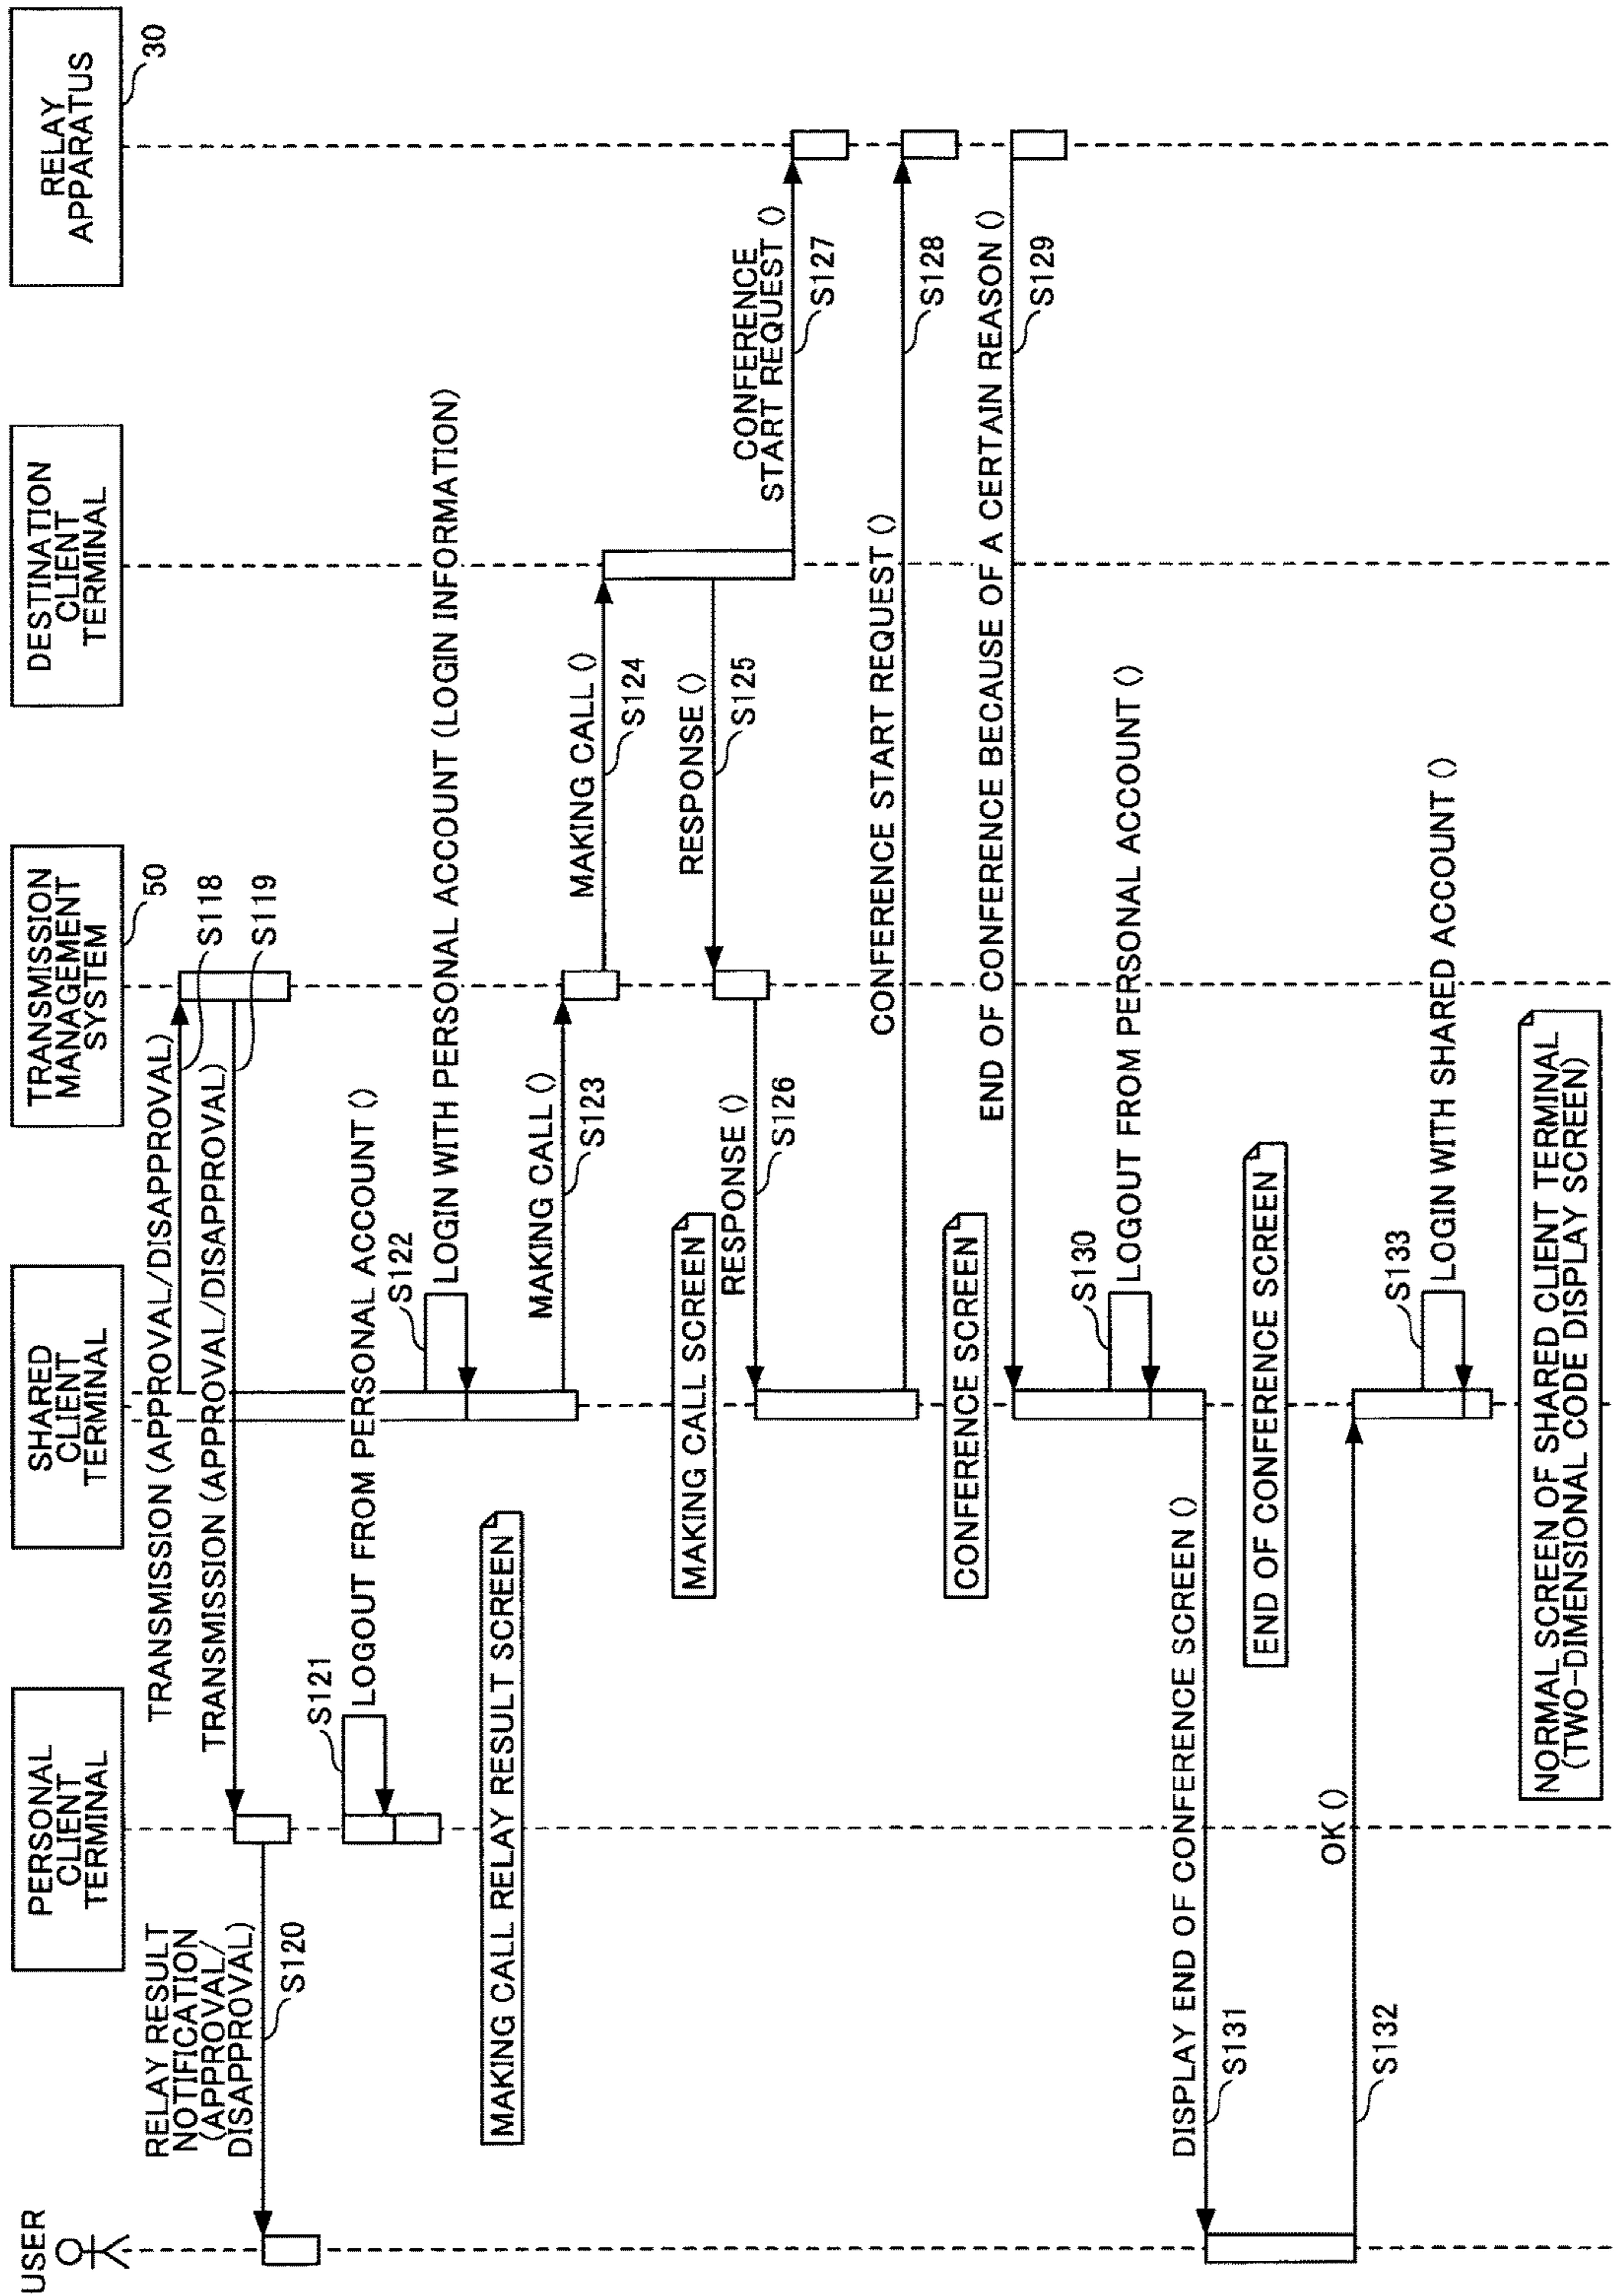 USER
PERSONAL
CLIENT
TERMINAL
SHARED
CLIENT
TERMINAL
TRANSMISSION
MANAGEMENT
SYSTEM
50
DESTINATION
CLIENT
TERMINAL
RELAY
APPARATUS
30
TRANSMISSION (APPROVAL/DISAPPROVAL)
S118
TRANSMISSION (APPROVAL/DISAPPROVAL)
S119
RELAY RESULT
NOTIFICATION
(APPROVAL/
DISAPPROVAL)
S120
S121
LOGOUT FROM PERSONAL ACCOUNT ()
S122
LOGIN WITH PERSONAL ACCOUNT (LOGIN INFORMATION)
MAKING CALL RELAY RESULT SCREEN
MAKING CALL ()
S123
MAKING CALL ()
S124
MAKING CALL SCREEN
RESPONSE ()
S125
RESPONSE ()
S126
CONFERENCE
START REQUEST ()
S127
CONFERENCE START REQUEST ()
S128
CONFERENCE SCREEN
END OF CONFERENCE BECAUSE OF A CERTAIN REASON ()
S129
S130
LOGOUT FROM PERSONAL ACCOUNT ()
DISPLAY END OF CONFERENCE SCREEN ()
S131
END OF CONFERENCE SCREEN
OK ()
S132
S133
LOGIN WITH SHARED ACCOUNT ()
NORMAL SCREEN OF SHARED CLIENT TERMINAL
(TWO-DIMENSIONAL CODE DISPLAY SCREEN)